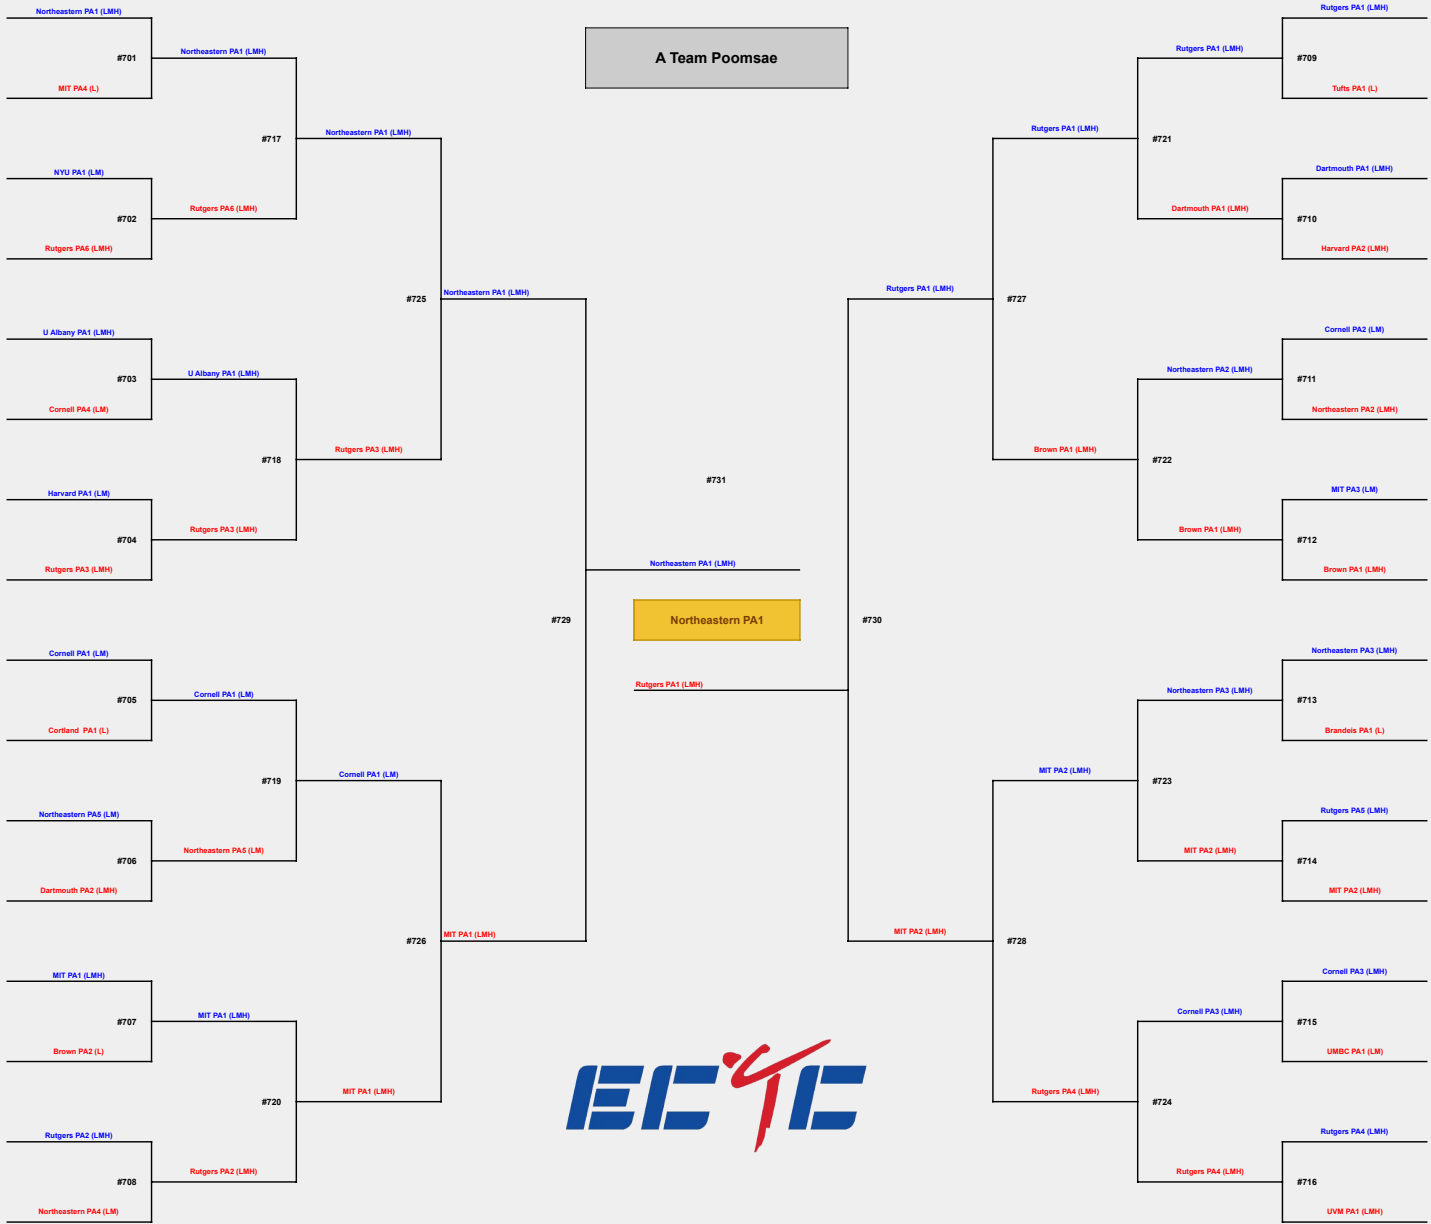 A Team Poomsae
Northeastern PA1 (LMH)
#701
MIT PA4 (L)
NYU PA1 (LM)
#702
Rutgers PA6 (LMH)
U Albany PA1 (LMH)
#703
Cornell PA4 (LM)
Harvard PA1 (LM)
#704
Rutgers PA3 (LMH)
Cornell PA1 (LM)
#705
Cortland PA1 (L)
Northeastern PA5 (LM)
#706
Dartmouth PA2 (LMH)
MIT PA1 (LMH)
#707
Brown PA2 (L)
Rutgers PA2 (LMH)
#708
Northeastern PA4 (LM)
Northeastern PA1 (LMH)
#717
Rutgers PA6 (LMH)
U Albany PA1 (LMH)
#718
Rutgers PA3 (LMH)
Cornell PA1 (LM)
#719
Northeastern PA5 (LM)
MIT PA1 (LMH)
#720
Rutgers PA2 (LMH)
Northeastern PA1 (LMH)
#725
Rutgers PA3 (LMH)
Cornell PA1 (LM)
#726
MIT PA1 (LMH)
Northeastern PA1 (LMH)
#729
MIT PA1 (LMH)
#731
Northeastern PA1 (LMH)
Northeastern PA1
Rutgers PA1 (LMH)
ECTC
Rutgers PA1 (LMH)
#730
MIT PA2 (LMH)
Rutgers PA1 (LMH)
#727
Brown PA1 (LMH)
MIT PA2 (LMH)
#728
Rutgers PA4 (LMH)
Rutgers PA1 (LMH)
#721
Dartmouth PA1 (LMH)
Northeastern PA2 (LMH)
#722
Brown PA1 (LMH)
Northeastern PA3 (LMH)
#723
MIT PA2 (LMH)
Cornell PA3 (LMH)
#724
Rutgers PA4 (LMH)
Rutgers PA1 (LMH)
#709
Tufts PA1 (L)
Dartmouth PA1 (LMH)
#710
Harvard PA2 (LMH)
Cornell PA2 (LM)
#711
Northeastern PA2 (LMH)
MIT PA3 (LM)
#712
Brown PA1 (LMH)
Northeastern PA3 (LMH)
#713
Brandeis PA1 (L)
Rutgers PA5 (LMH)
#714
MIT PA2 (LMH)
Cornell PA3 (LMH)
#715
UMBC PA1 (LM)
Rutgers PA4 (LMH)
#716
UVM PA1 (LMH)